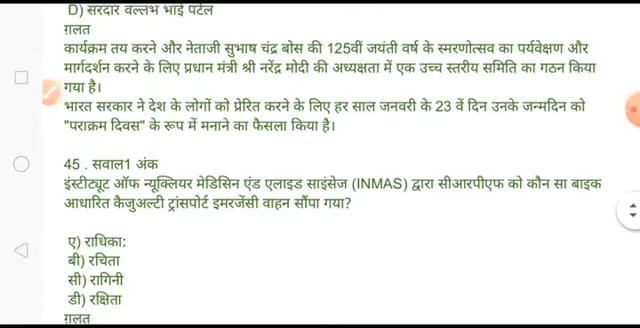 D) सरदार वल्लभ भाई पटेल
ग़लत
कार्यक्रम तय करने और नेताजी सुभाष चंद्र बोस की 125वीं जयंती वर्ष के स्मरणोत्सव का पर्यवेक्षण और
मार्गदर्शन करने के लिए प्रधान मंत्री श्री नरेंद्र मोदी की अध्यक्षता में एक उच्च स्तरीय समिति का गठन किया
गया है।
भारत सरकार ने देश के लोगों को प्रेरित करने के लिए हर साल जनवरी के 23 वें दिन उनके जन्मदिन को
"पराक्रम दिवस" के रूप में मनाने का फैसला किया है।
45 . सवाल1 अंक
इंस्टीट्यूट ऑफ न्यूक्लियर मेडिसिन एंड एलाइड साइंसेज (INMAS) द्वारा सीआरपीएफ को कौन सा बाइक
आधारित कैजुअल्टी ट्रांसपोर्ट इमरजेंसी वाहन सौंपा गया?
ए) राधिका:
बी) रचिता
सी) रागिनी
डी) रक्षिता
ग़लत